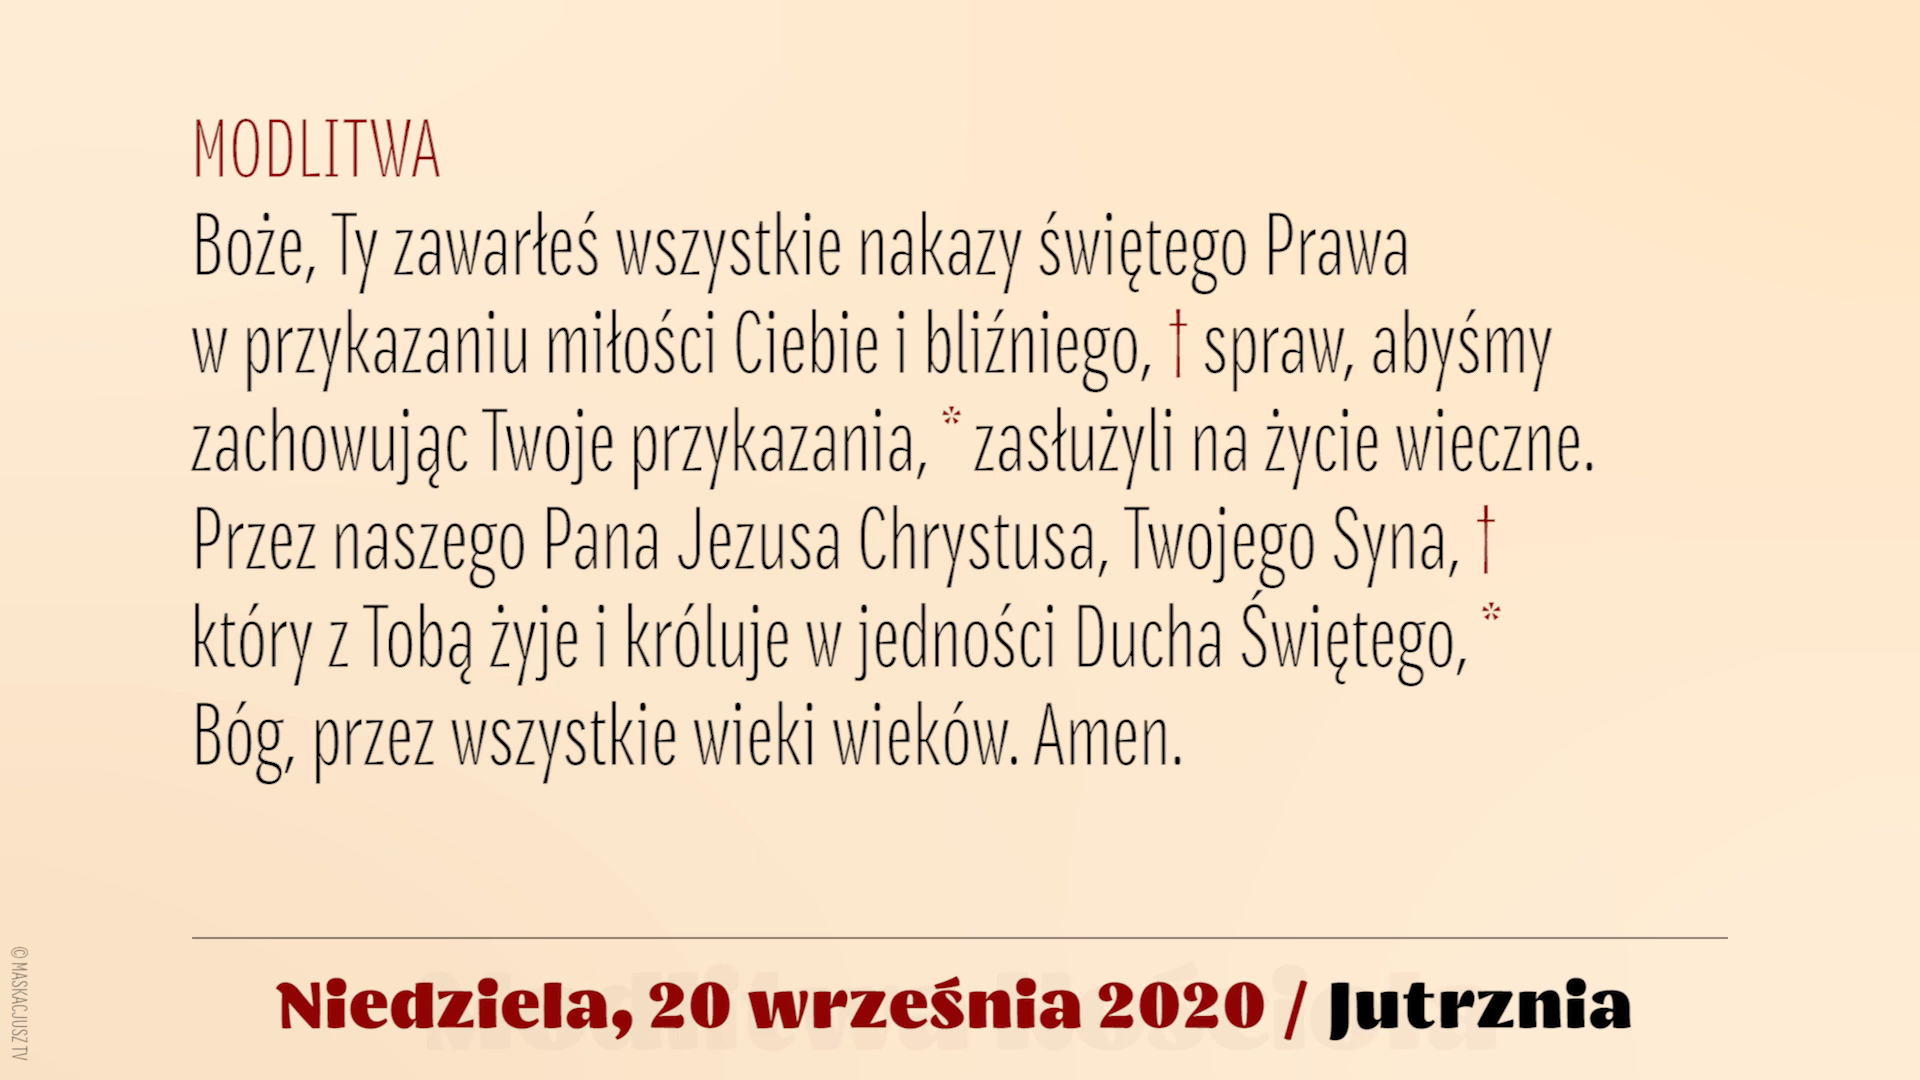 MODLITWA
Boże, Ty zawarłeś wszystkie nakazy świętego Prawa
w przykazaniu miłości Ciebie i bliźniego, † spraw, abyśmy
zachowując Twoje przykazania, * zasłużyli na życie wieczne.
Przez naszego Pana Jezusa Chrystusa, Twojego Syna, †
który z Tobą żyje i króluje w jedności Ducha Świętego, *
Bóg, przez wszystkie wieki wieków. Amen.
Niedziela, 20 września 2020 / Jutrznia
© MASKACJUSZ TV